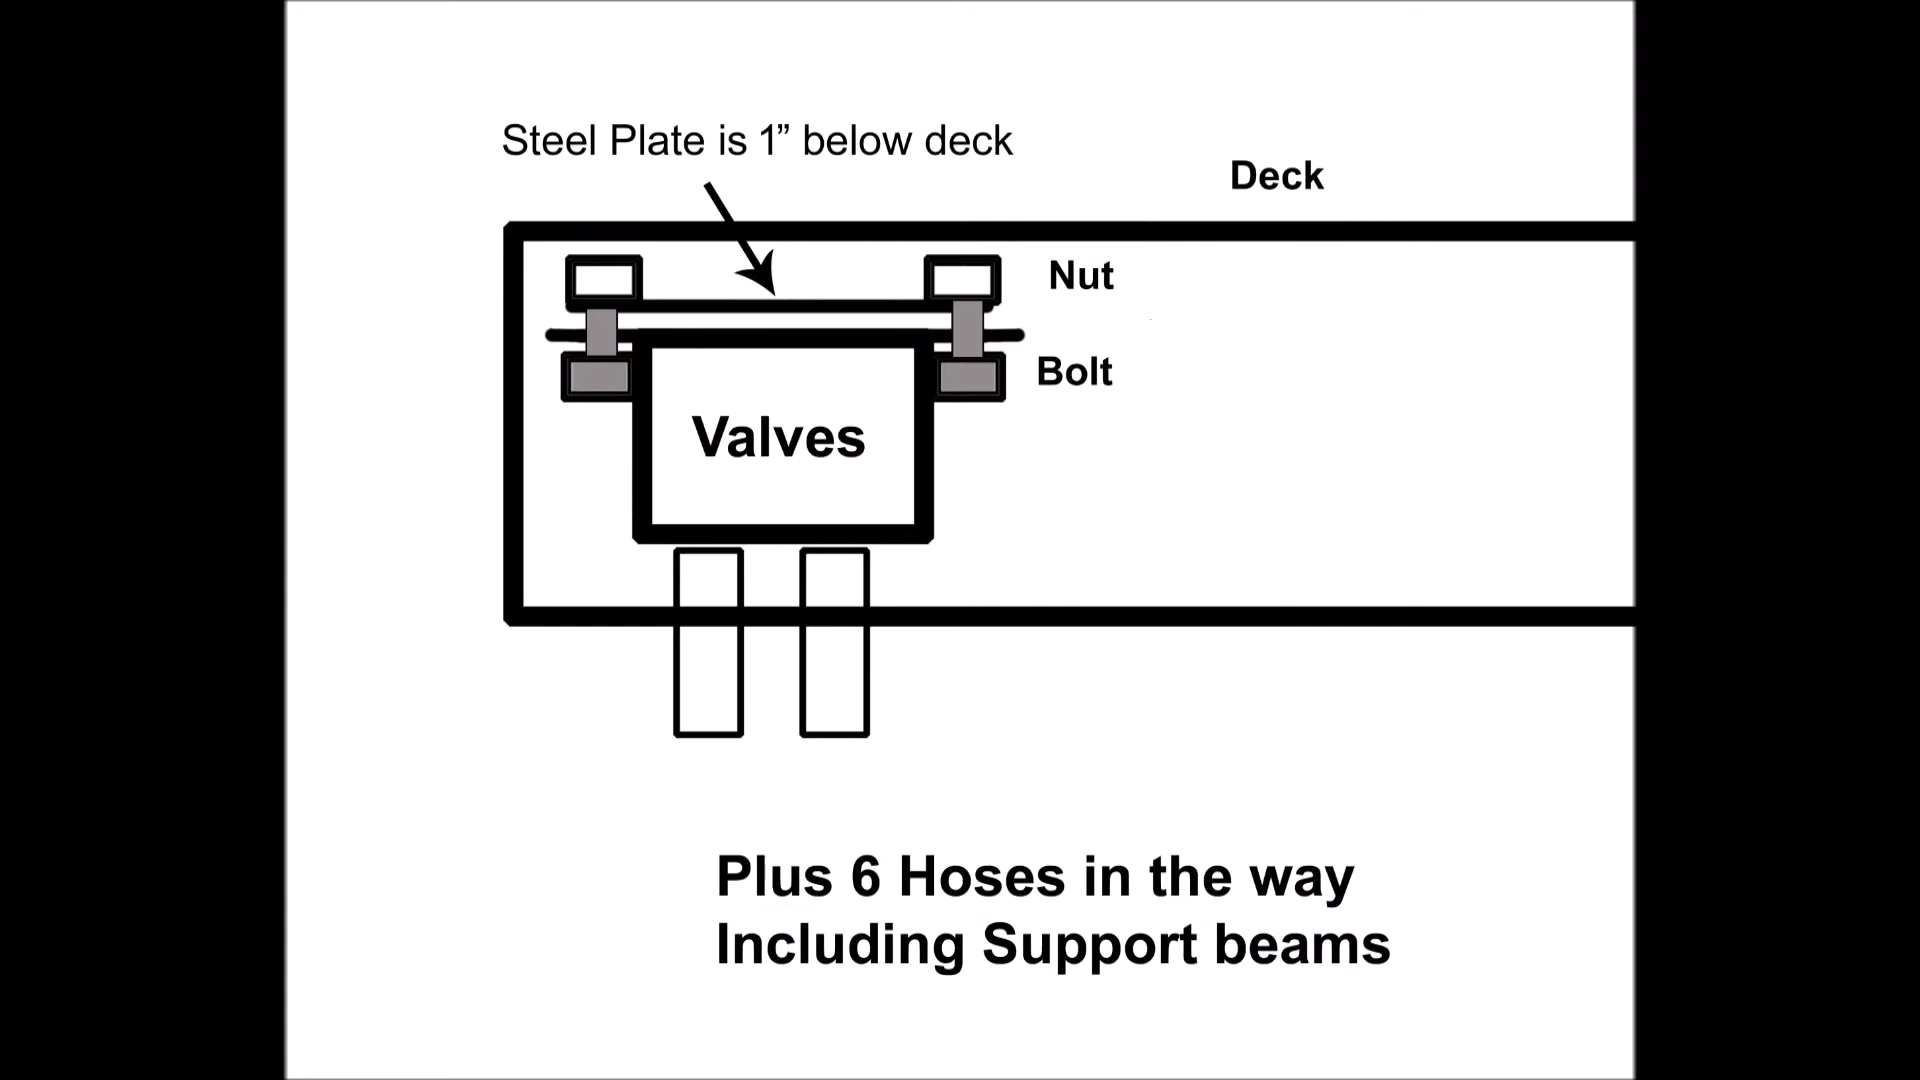 Steel Plate is 1” below deck
Deck
Nut
Bolt
Valves
Plus 6 Hoses in the way
Including Support beams